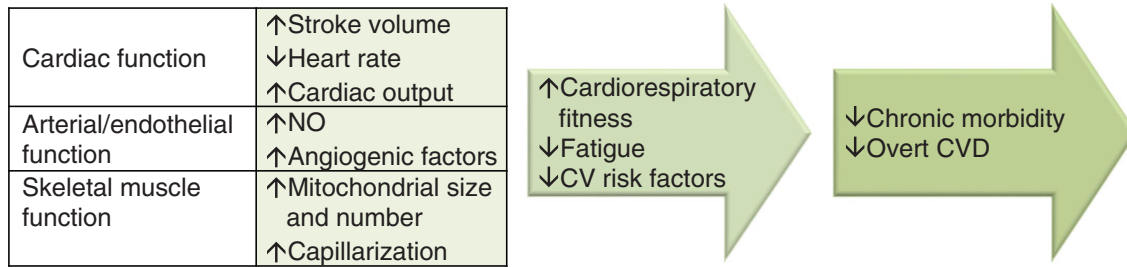 Cardiac function
↑Stroke volume
↓Heart rate
↑Cardiac output
Arterial/endothelial
function
↑NO
↑Angiogenic factors
Skeletal muscle
function
↑Mitochondrial size
and number
↑Capillarization
↑Cardiorespiratory
fitness
↓Fatigue
↓CV risk factors
↓Chronic morbidity
↓Overt CVD